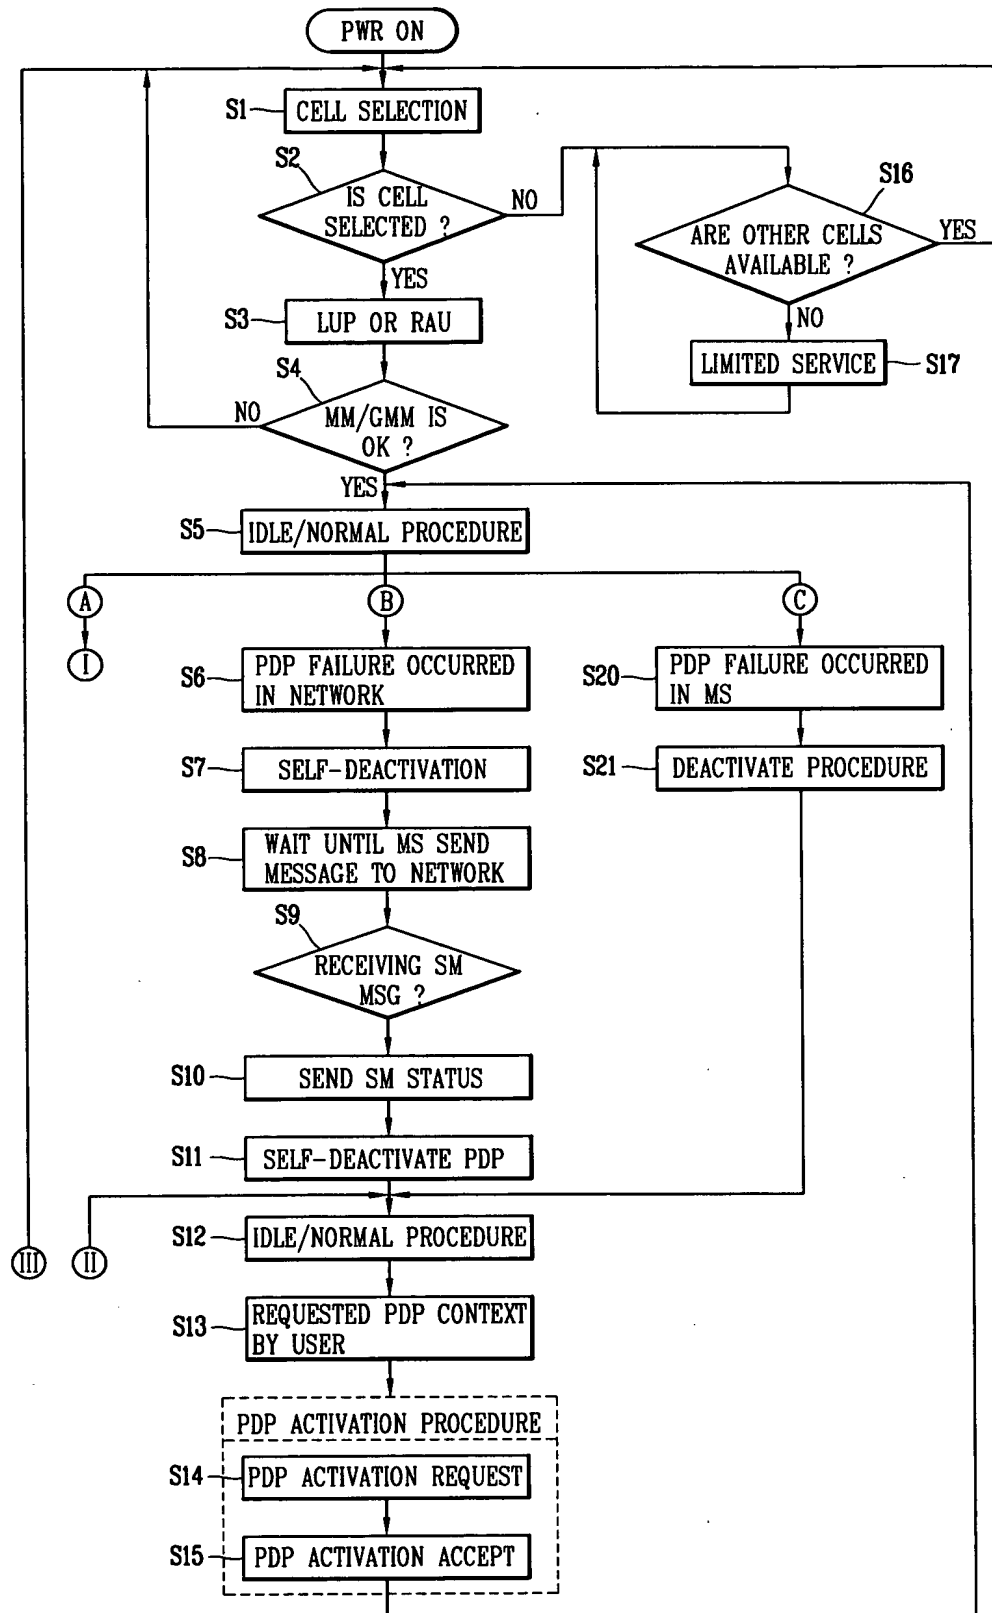 PWR ON
S1
CELL SELECTION
S2
IS CELL
SELECTED ?
NO
YES
S16
ARE OTHER CELLS
AVAILABLE ?
YES
NO
S3
LUP OR RAU
LIMITED SERVICE
S17
S4
MM/GMM IS
OK ?
NO
YES
S5
IDLE/NORMAL PROCEDURE
A
B
C
I
S6
PDP FAILURE OCCURRED
IN NETWORK
S20
PDP FAILURE OCCURRED
IN MS
S7
SELF-DEACTIVATION
S21
DEACTIVATE PROCEDURE
S8
WAIT UNTIL MS SEND
MESSAGE TO NETWORK
S9
RECEIVING SM
MSG ?
S10
SEND SM STATUS
S11
SELF-DEACTIVATE PDP
S12
IDLE/NORMAL PROCEDURE
III
II
S13
REQUESTED PDP CONTEXT
BY USER
PDP ACTIVATION PROCEDURE
S14
PDP ACTIVATION REQUEST
S15
PDP ACTIVATION ACCEPT